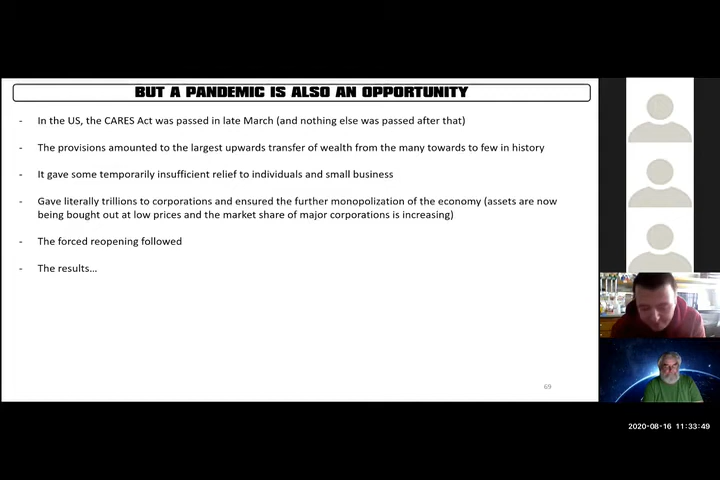 BUT A PANDEMIC IS ALSO AN OPPORTUNITY
- In the US, the CARES Act was passed in late March (and nothing else was passed after that)
- The provisions amounted to the largest upwards transfer of wealth from the many towards to few in history
- It gave some temporarily insufficient relief to individuals and small business
- Gave literally trillions to corporations and ensured the further monopolization of the economy (assets are now
being bought out at low prices and the market share of major corporations is increasing)
- The forced reopening followed
- The results...
69
2020-08-16 11:33:49